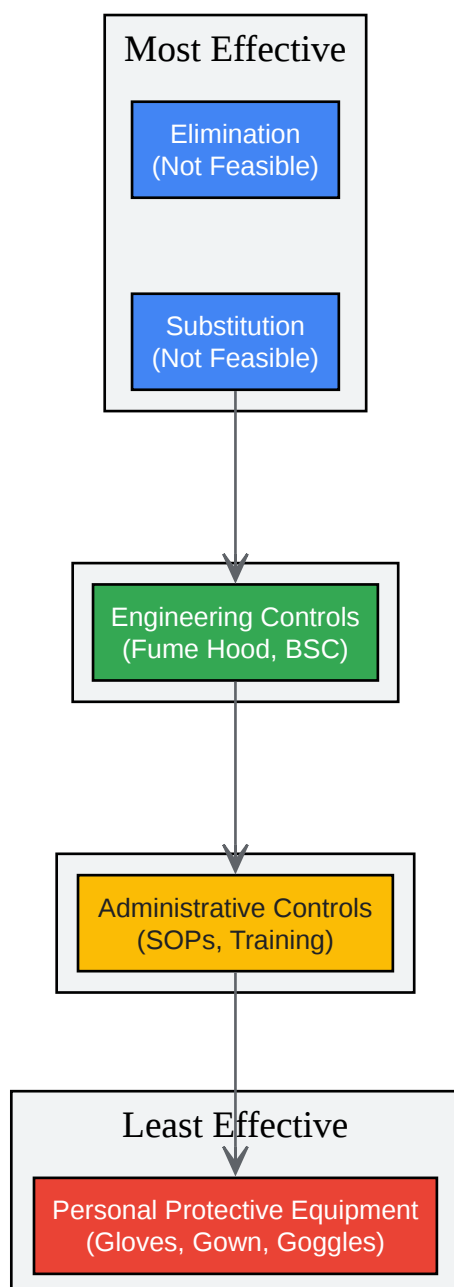 Most Effective
Elimination
(Not Feasible)
Substitution
(Not Feasible)
Engineering Controls
(Fume Hood, BSC)
Administrative Controls
(SOPs, Training)
Least Effective
Personal Protective Equipment
(Gloves, Gown, Goggles)